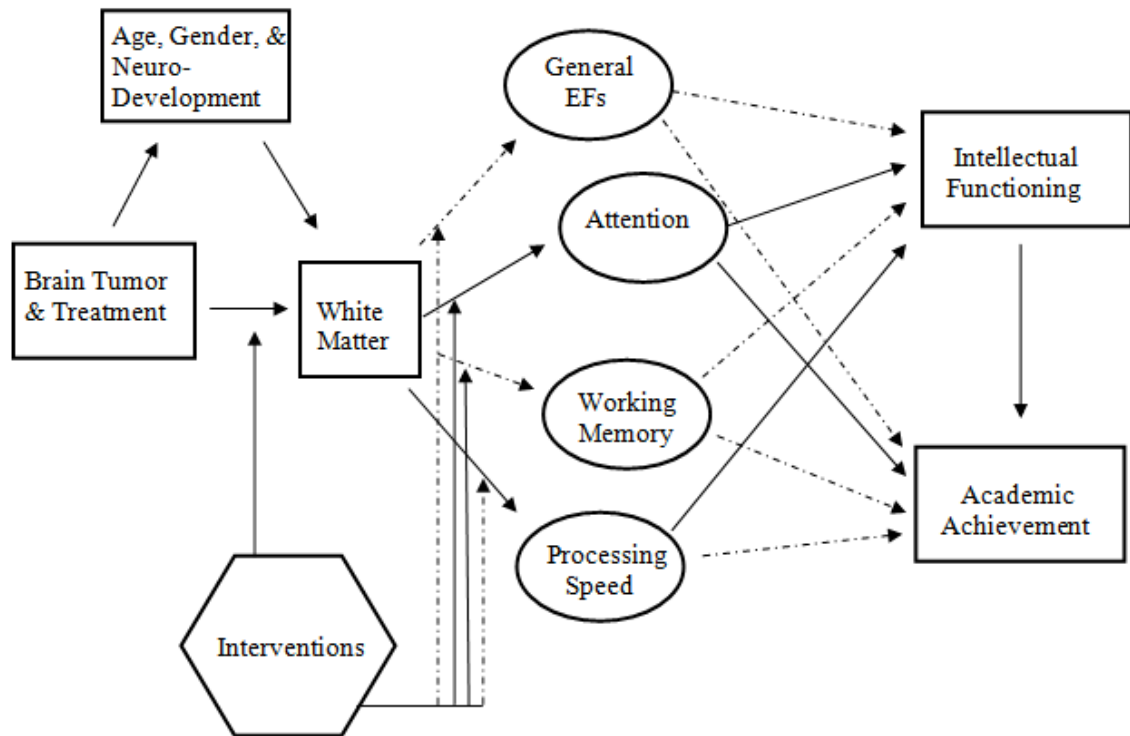 Age, Gender, &
Neuro-
Development
General
EFs
Intellectual
Functioning
Attention
Brain Tumor
& Treatment
White
Matter
Working
Memory
Academic
Achievement
Processing
Speed
Interventions